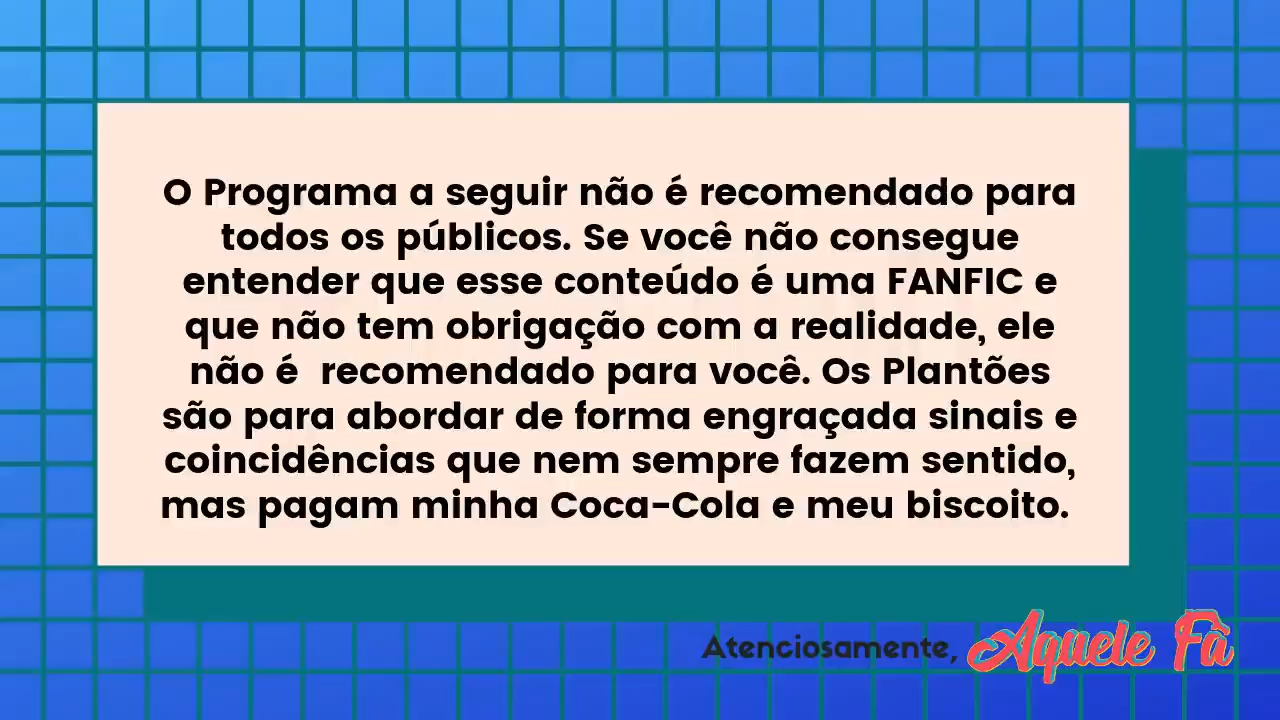 O Programa a seguir não é recomendado para
todos os públicos. Se você não consegue
entender que esse conteúdo é uma FANFIC e
que não tem obrigação com a realidade, ele
não é  recomendado para você. Os Plantões
são para abordar de forma engraçada sinais e
coincidências que nem sempre fazem sentido,
mas pagam minha Coca-Cola e meu biscoito.
Atenciosamente, Aquele Fã